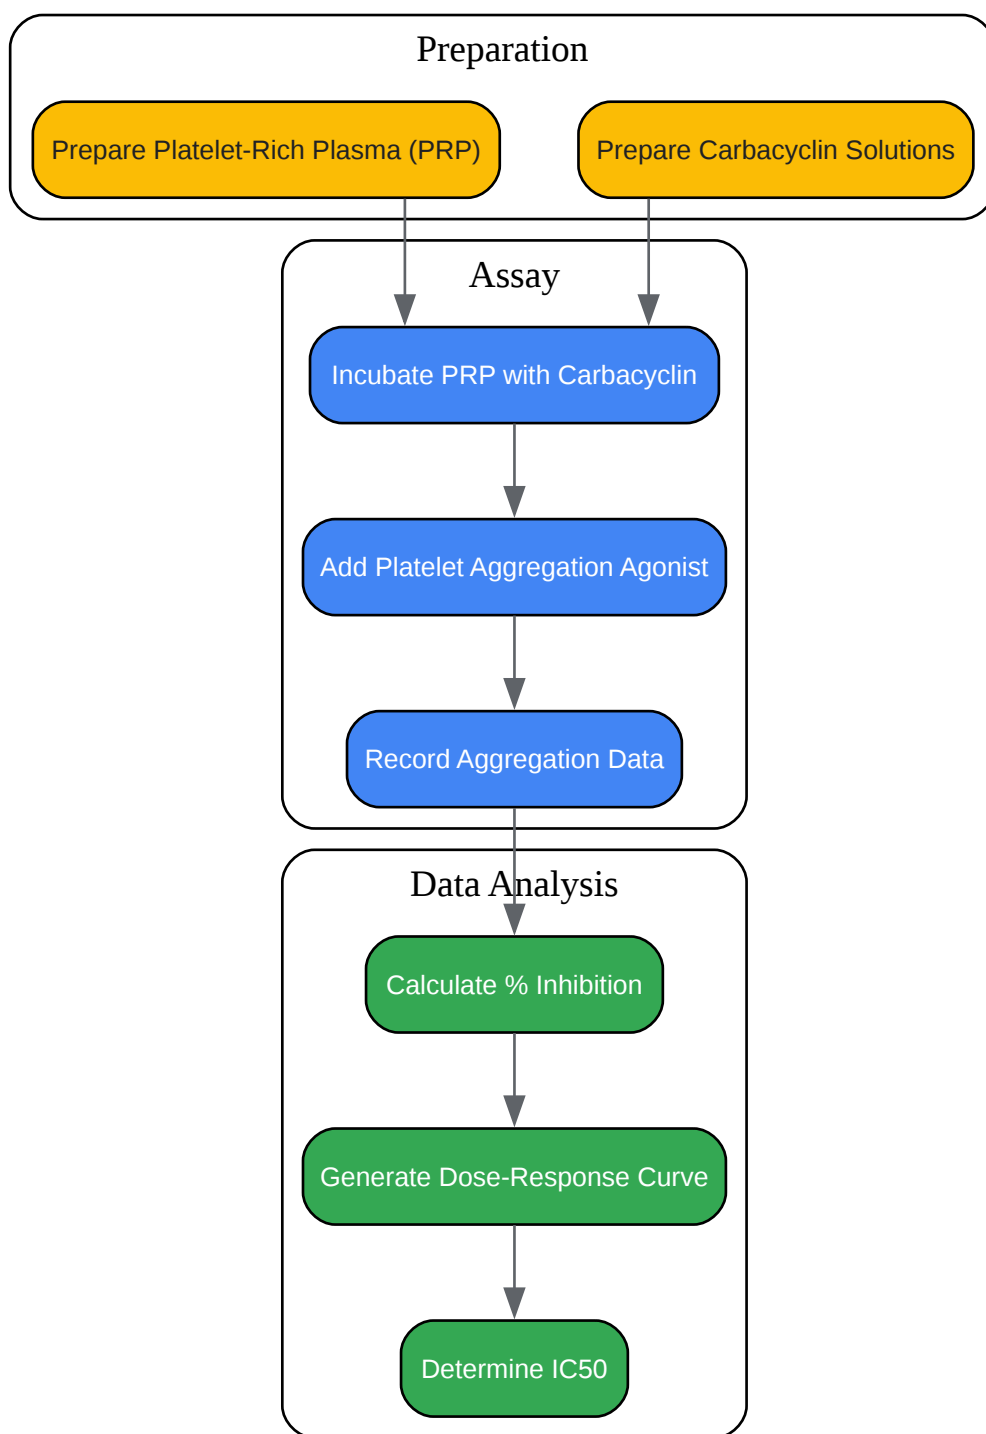 Preparation
Prepare Platelet-Rich Plasma (PRP)
Prepare Carbacyclin Solutions
Assay
Incubate PRP with Carbacyclin
Add Platelet Aggregation Agonist
Record Aggregation Data
Data Analysis
Calculate % Inhibition
Generate Dose-Response Curve
Determine IC50